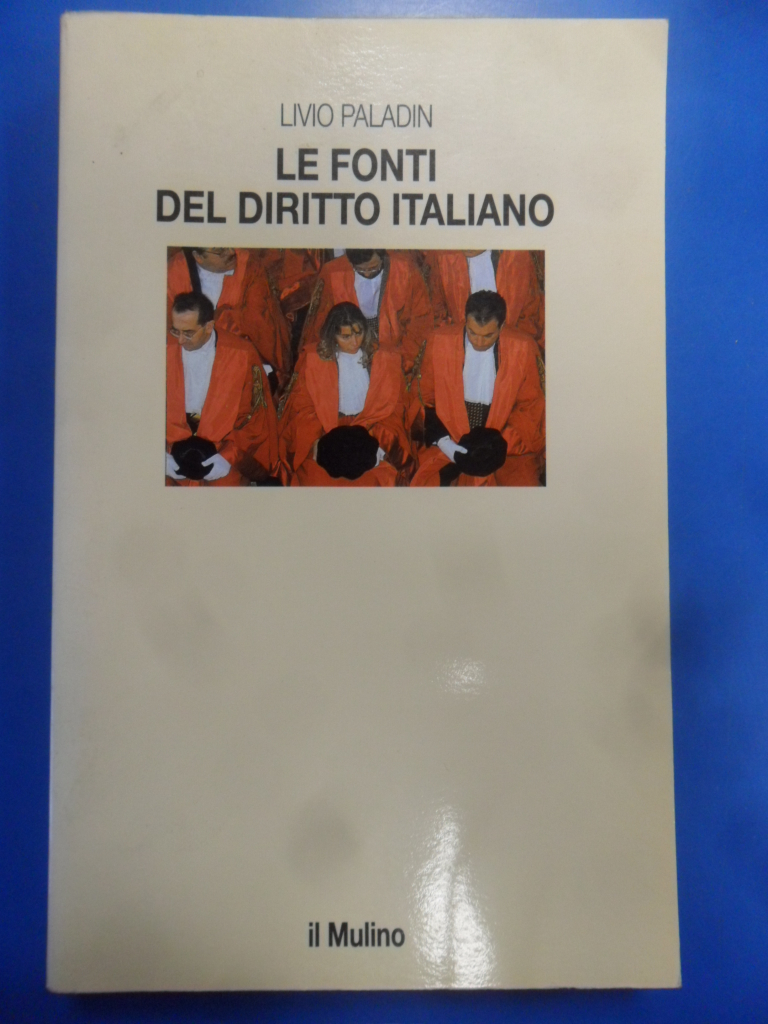 LIVIO PALADIN
LE FONTI
DEL DIRITTO ITALIANO
il Mulino